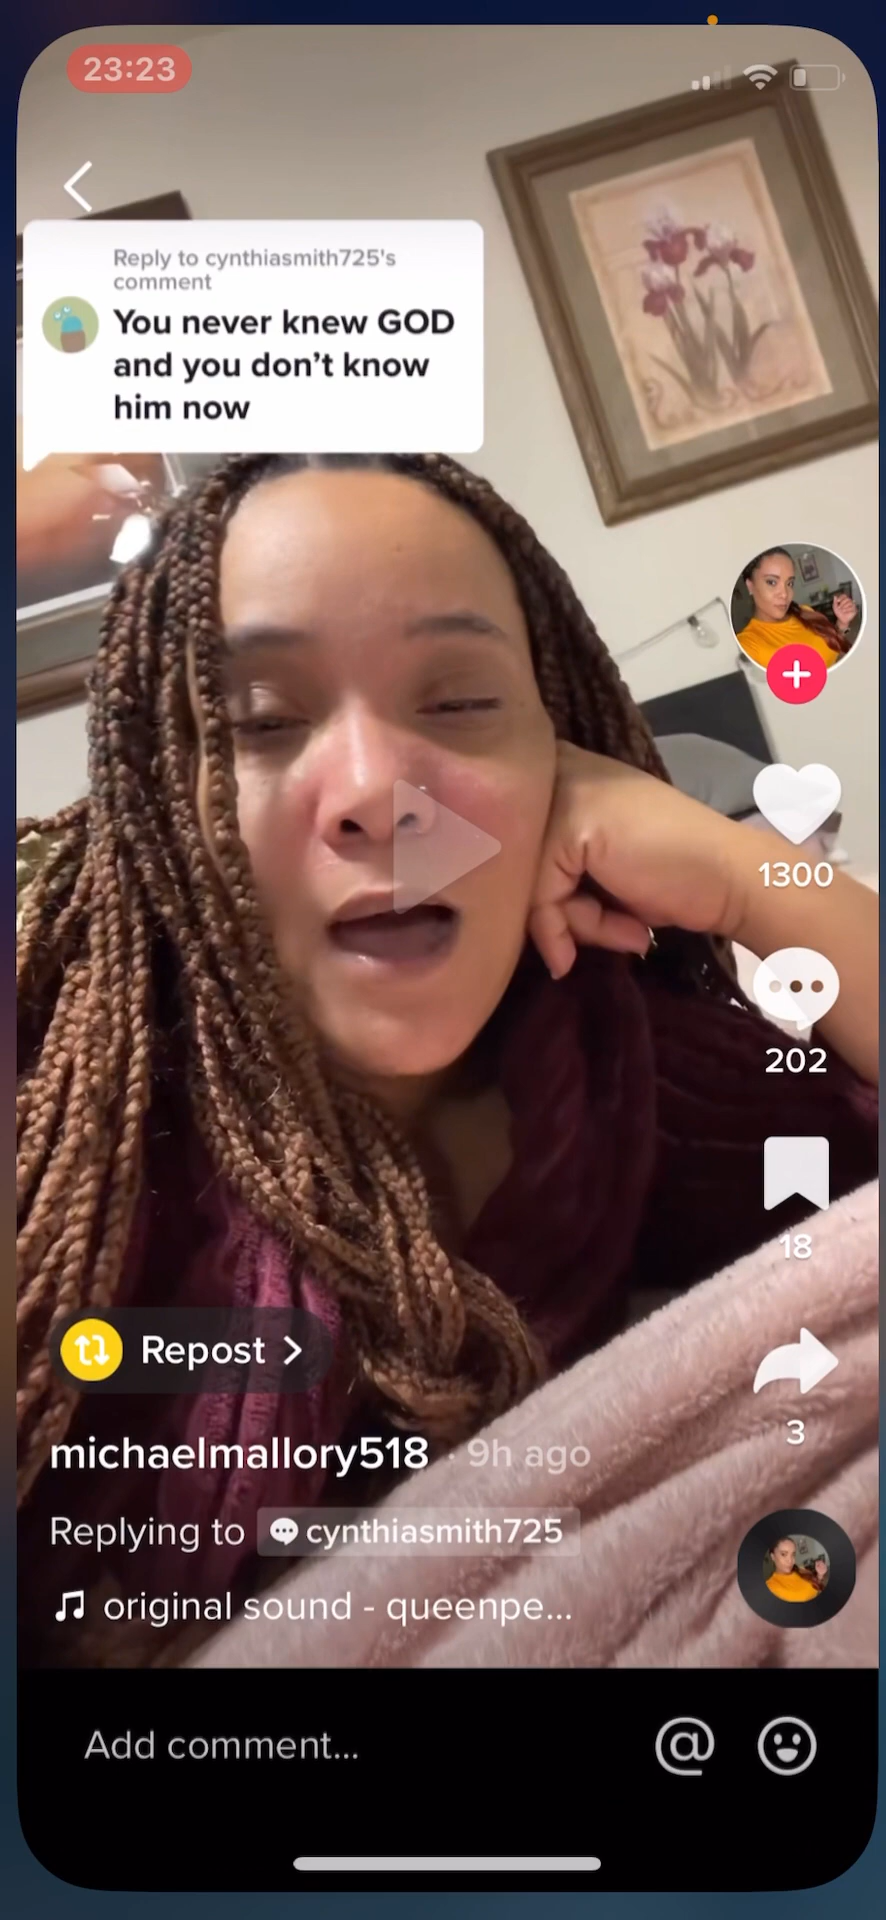 23:23
Reply to cynthiasmith725's
comment
You never knew GOD
and you don't know
him now
1300
202
18
Repost
3
michaelmallory518 · 9h ago
Replying to cynthiasmith725
original sound - queenpe...
Add comment...